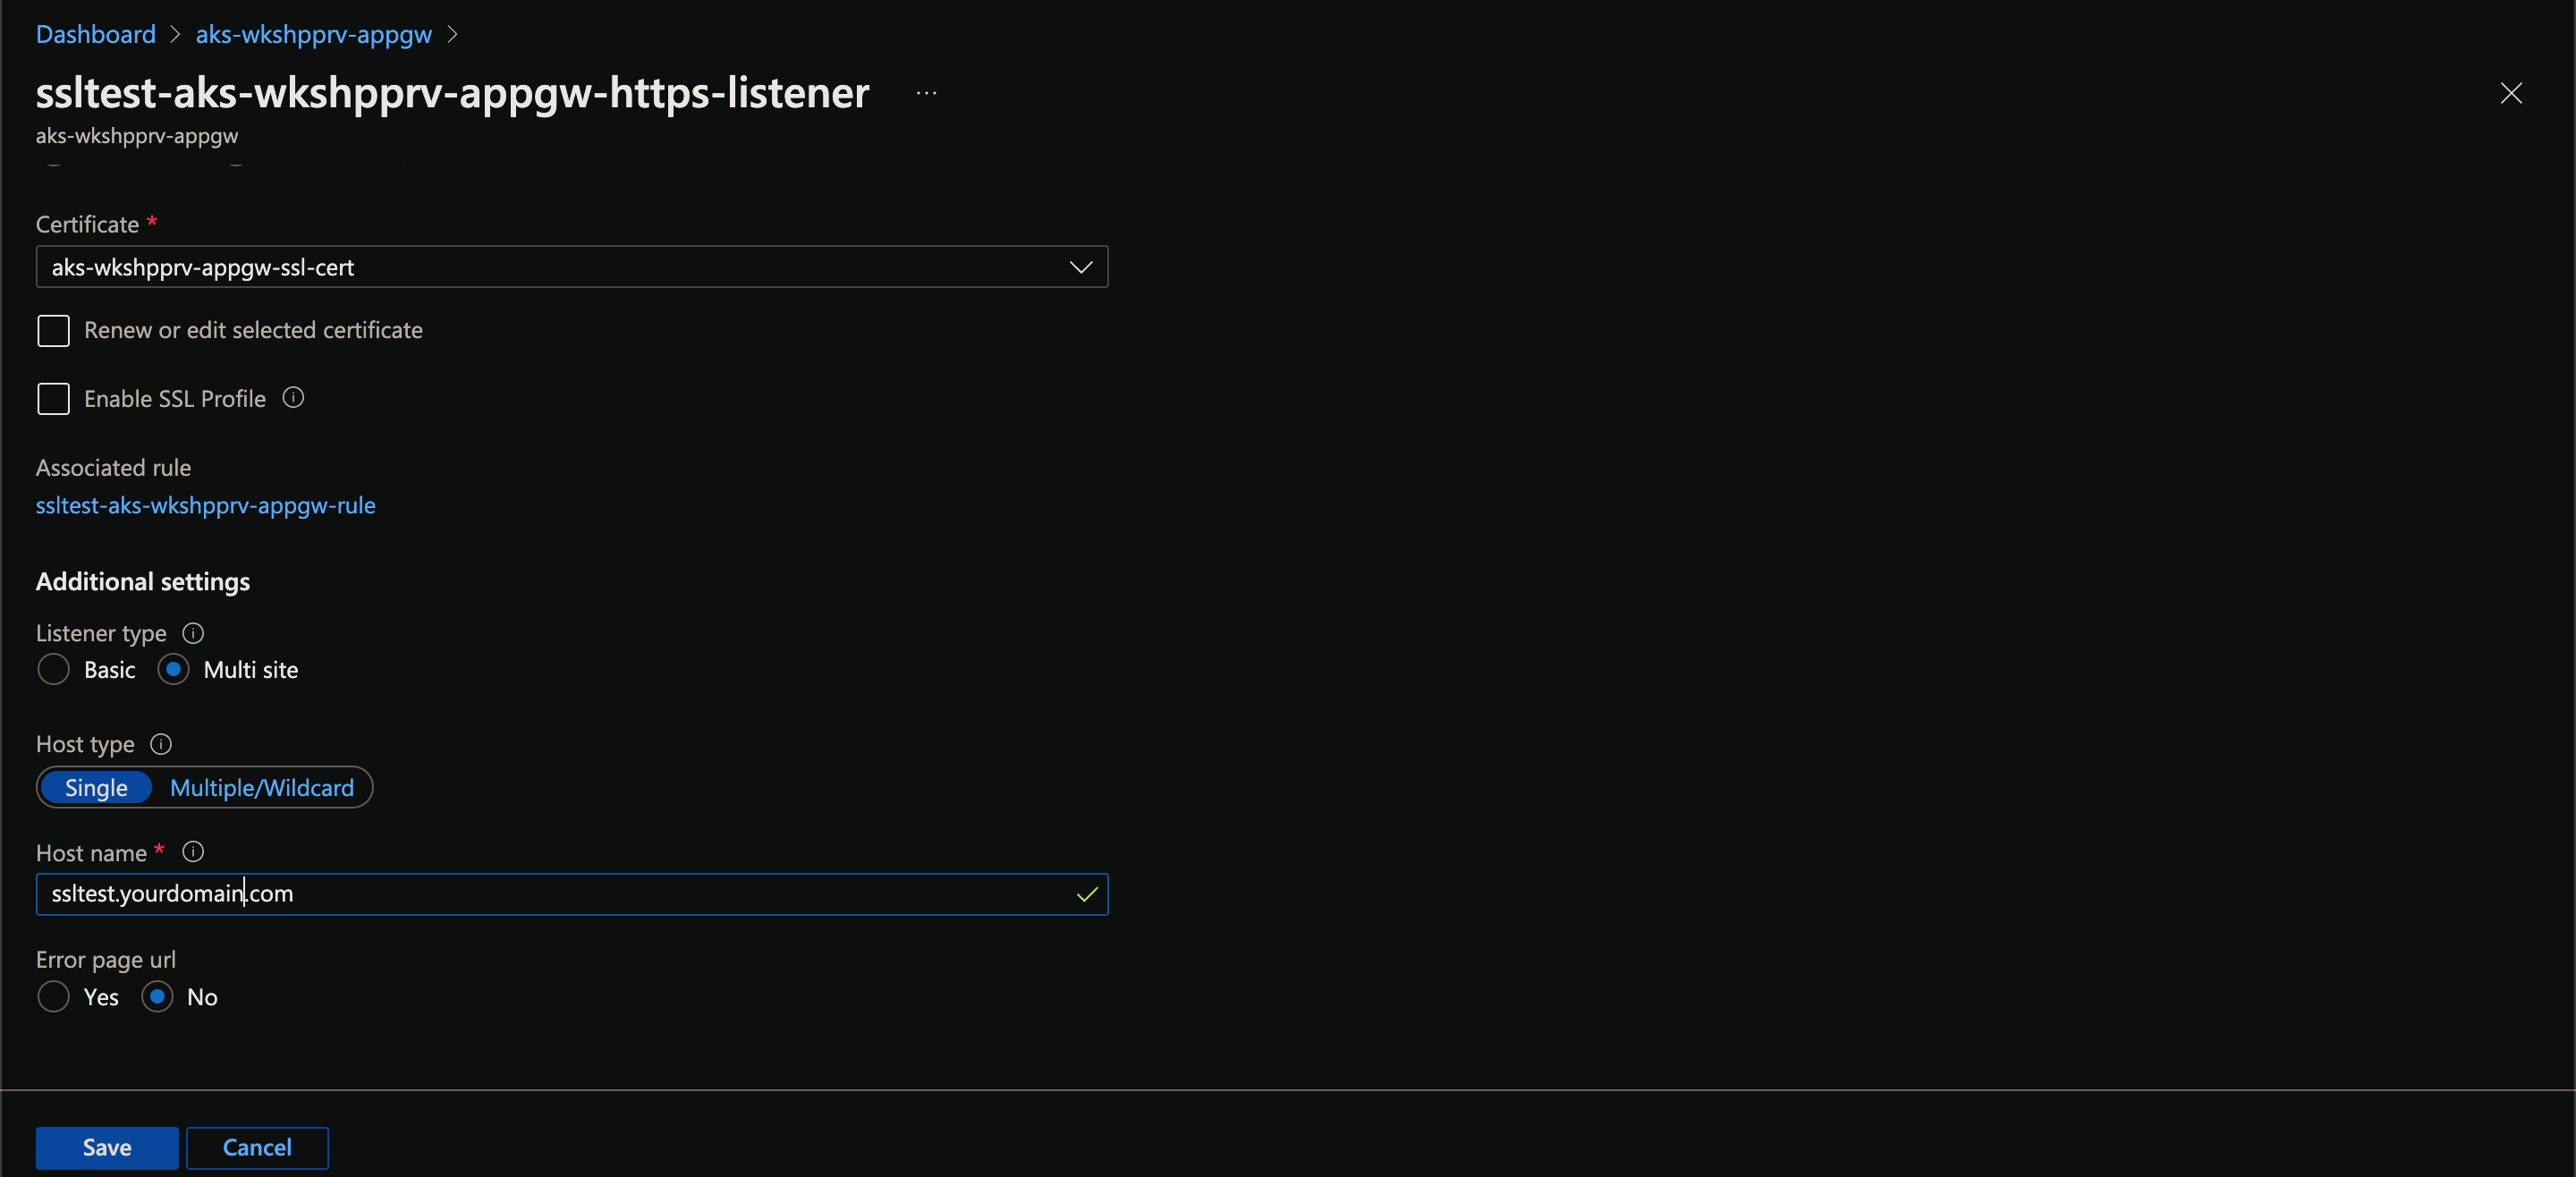 Dashboard > aks-wkshpprv-appgw >
ssltest-aks-wkshpprv-appgw-https-listener ...
aks-wkshpprv-appgw
Certificate *
aks-wkshpprv-appgw-ssl-cert
Renew or edit selected certificate
Enable SSL Profile
Associated rule
ssltest-aks-wkshpprv-appgw-rule
Additional settings
Listener type
Basic Multi site
Host type
Single Multiple/Wildcard
Host name *
ssltest.yourdomain.com
Error page url
Yes No
Save Cancel